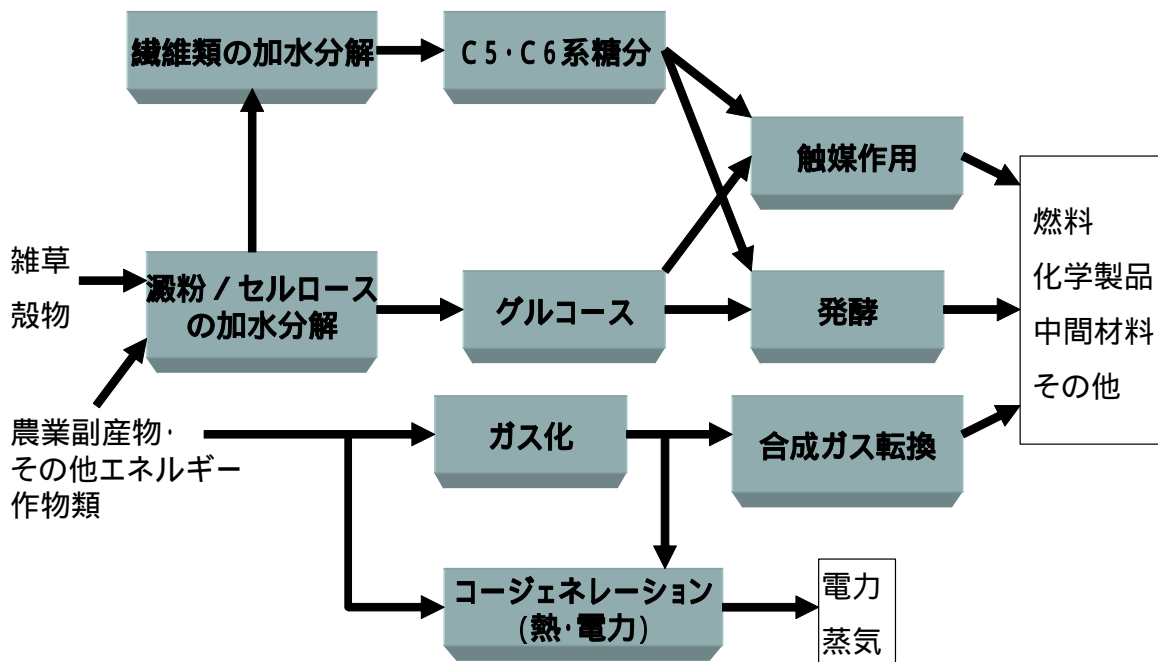 繊維類の加水分解
C5·C6系糖分
触媒作用
雑草
殻物
澱粉/セルロース
の加水分解
グルコース
発酵
燃料
化学製品
中間材料
その他
農業副産物·
その他エネルギー
作物類
ガス化
合成ガス転換
コージェネレーション
(熱·電力)
電力
蒸気